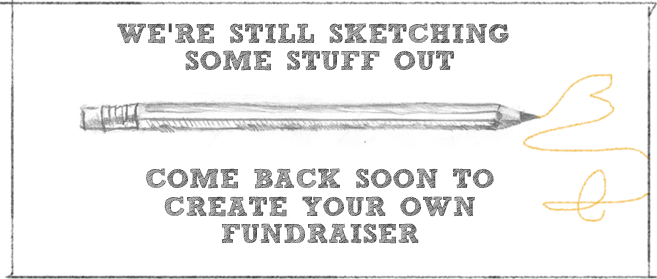 WE'RE STILL SKETCHING
SOME STUFF OUT
COME BACK SOON TO
CREATE YOUR OWN
FUNDRAISER